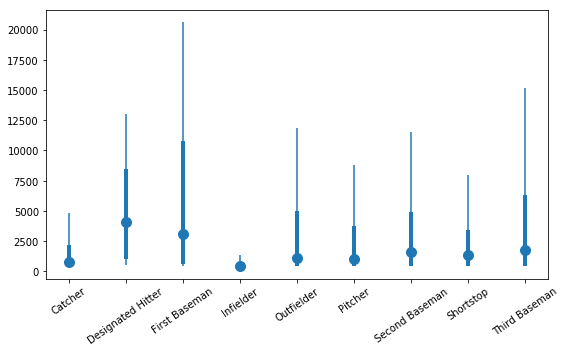 20000
17500
15000
12500
10000
7500
5000
2500
0
Catcher
Designated Hitter
First Baseman
Infielder
Outfielder
Pitcher
Second Baseman
Shortstop
Third Baseman